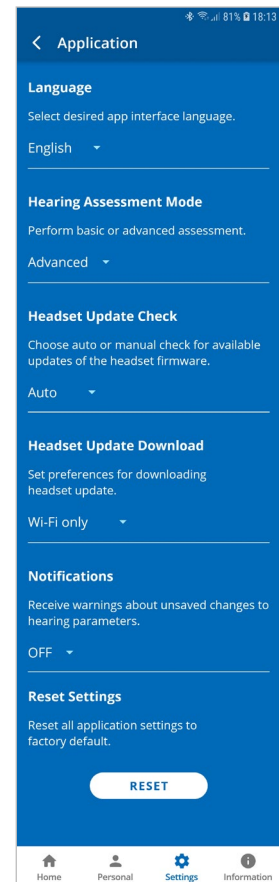 81% 18:13
Application
Language
Select desired app interface language.
English
Hearing Assessment Mode
Perform basic or advanced assessment.
Advanced
Headset Update Check
Choose auto or manual check for available
updates of the headset firmware.
Auto
Headset Update Download
Set preferences for downloading
headset update.
Wi-Fi only
Notifications
Receive warnings about unsaved changes to
hearing parameters.
OFF
Reset Settings
Reset all application settings to
factory default.
RESET
Home Personal Settings Information